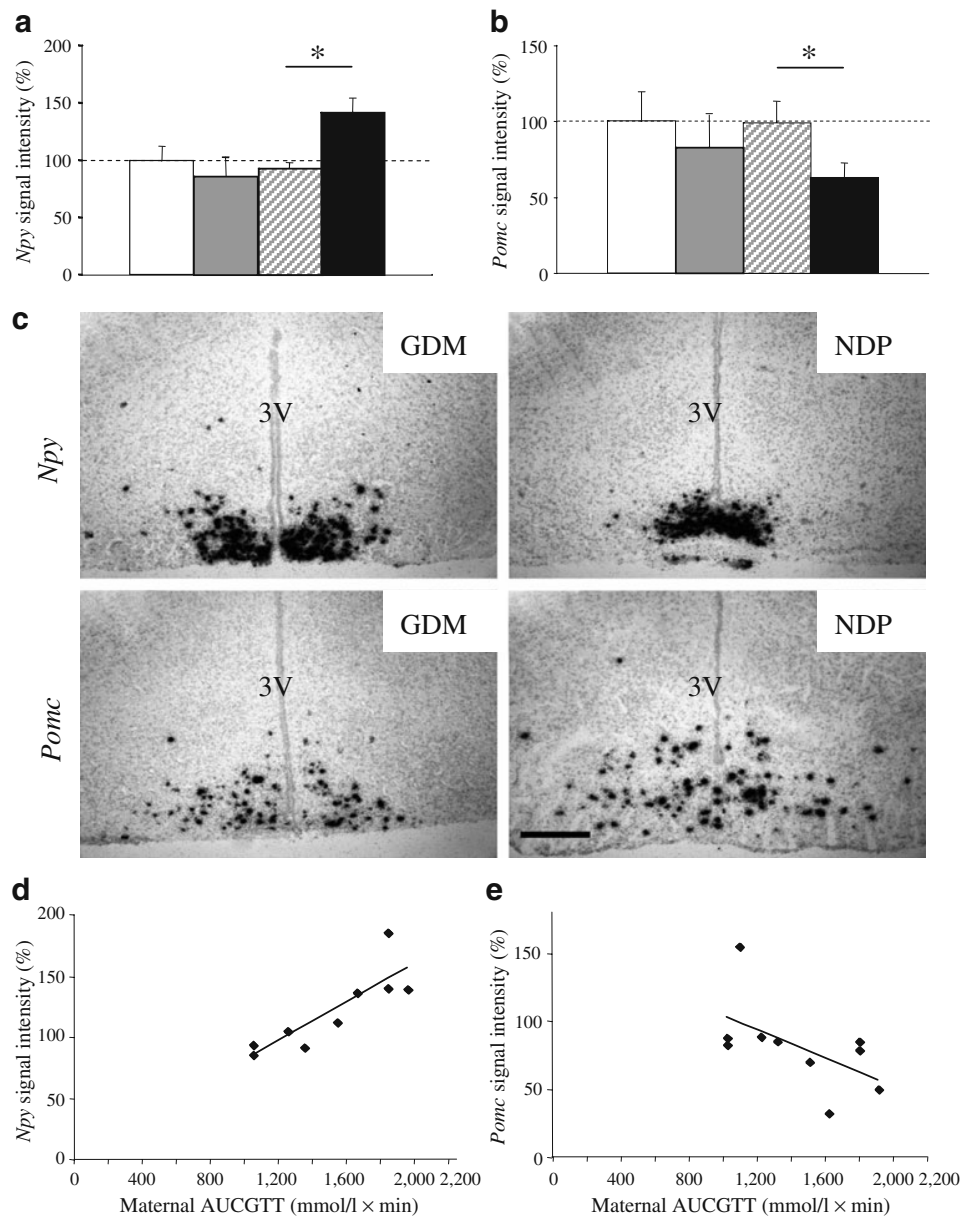 a
b
200
150
100
50
0
Npy signal intensity (%)
*
150
100
50
0
Pomc signal intensity (%)
*
c
GDM
NDP
3V
3V
Npy
GDM
NDP
3V
3V
Pomc
d
e
200
150
100
50
0
Npy signal intensity (%)
0 400 800 1,200 1,600 2,000 2,200
Maternal AUCGTT (mmol/l × min)
150
100
50
0
Pomc signal intensity (%)
0 400 800 1,200 1,600 2,000 2,200
Maternal AUCGTT (mmol/l × min)